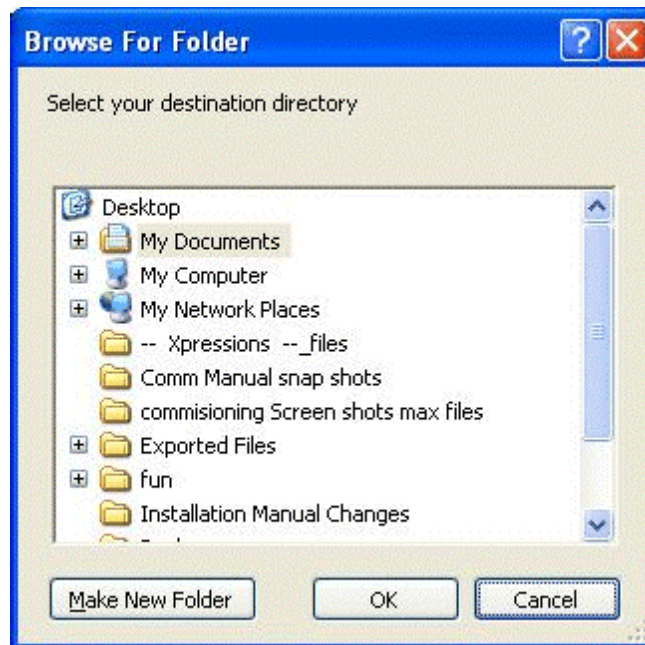 Browse For Folder
Select your destination directory
Desktop
My Documents
My Computer
My Network Places
-- Xpressions --_files
Comm Manual snap shots
commisioning Screen shots max files
Exported Files
fun
Installation Manual Changes
Make New Folder OK Cancel